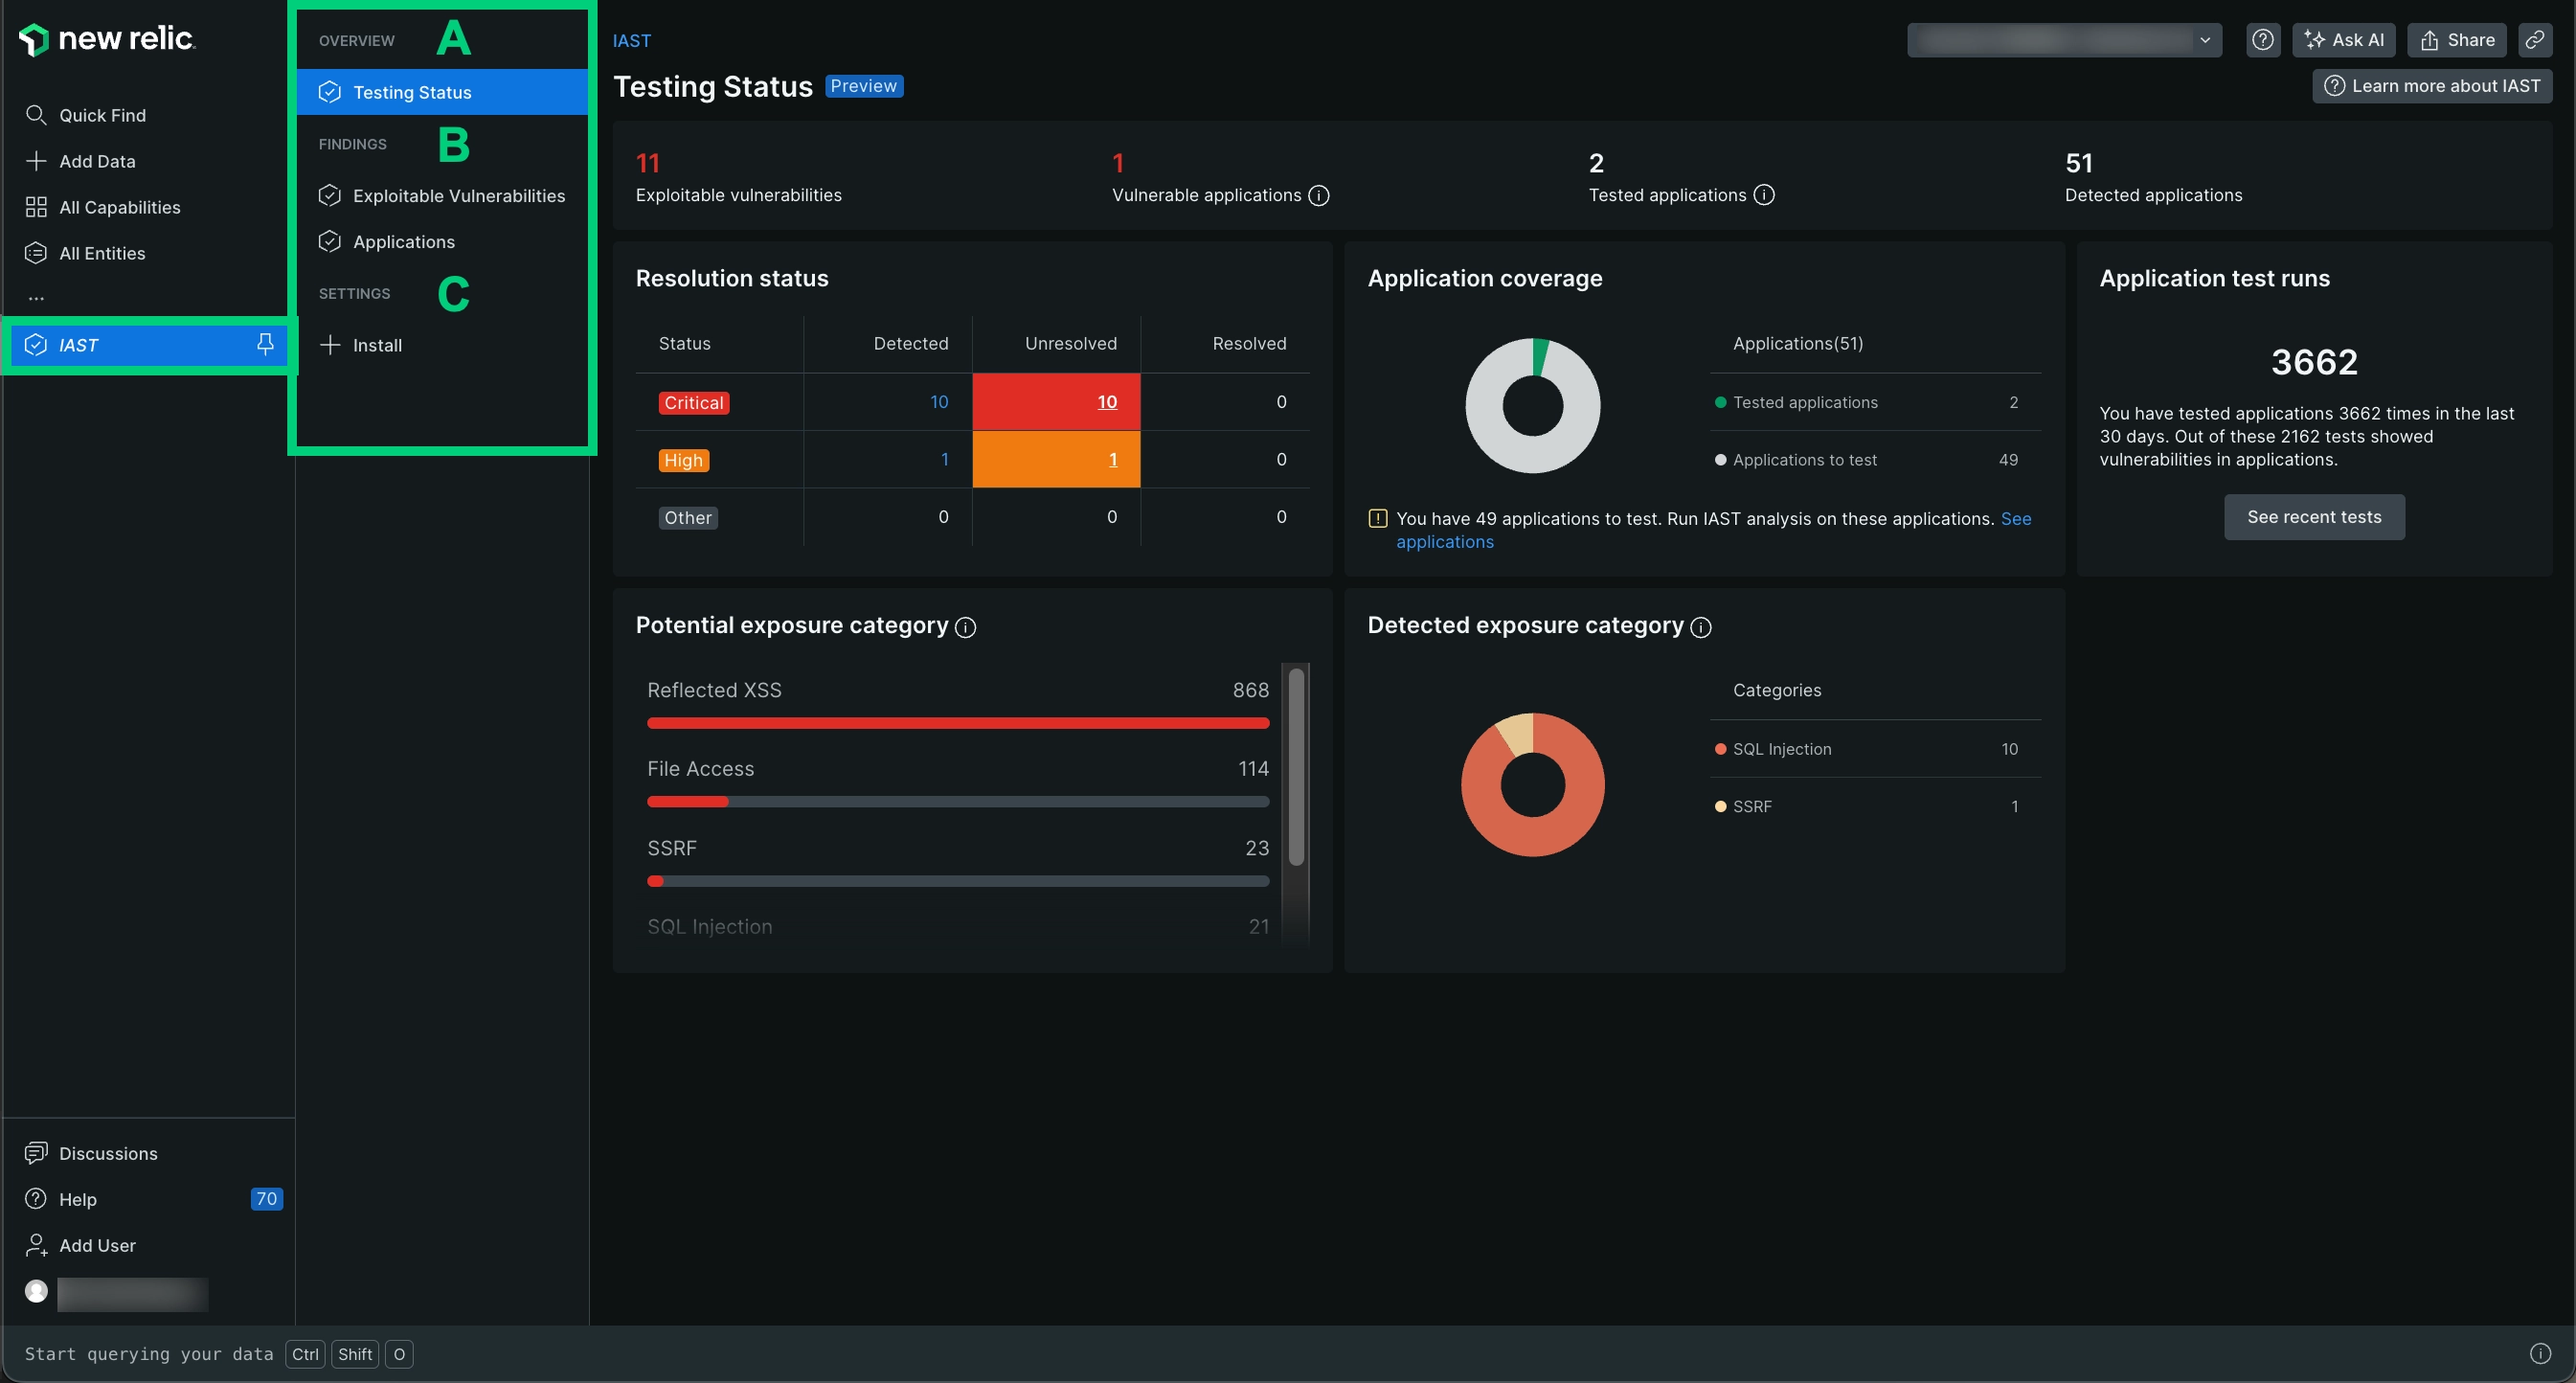 new relic.
Quick Find
Add Data
All Capabilities
All Entities
...
IAST
Discussions
Help 70
Add User
OVERVIEW A
Testing Status
FINDINGS B
Exploitable Vulnerabilities
Applications
SETTINGS C
Install
IAST
Ask AI
Share
Testing Status Preview
Learn more about IAST
11
Exploitable vulnerabilities
1
Vulnerable applications
2
Tested applications
51
Detected applications
Resolution status
Status Detected Unresolved Resolved
Critical 10 10 0
High 1 1 0
Other 0 0 0
Application coverage
Applications(51)
Tested applications 2
Applications to test 49
You have 49 applications to test. Run IAST analysis on these applications. See
applications
Application test runs
3662
You have tested applications 3662 times in the last
30 days. Out of these 2162 tests showed
vulnerabilities in applications.
See recent tests
Potential exposure category
Reflected XSS 868
File Access 114
SSRF 23
SQL Injection 21
Detected exposure category
Categories
SQL Injection 10
SSRF 1
Start querying your data Ctrl Shift O